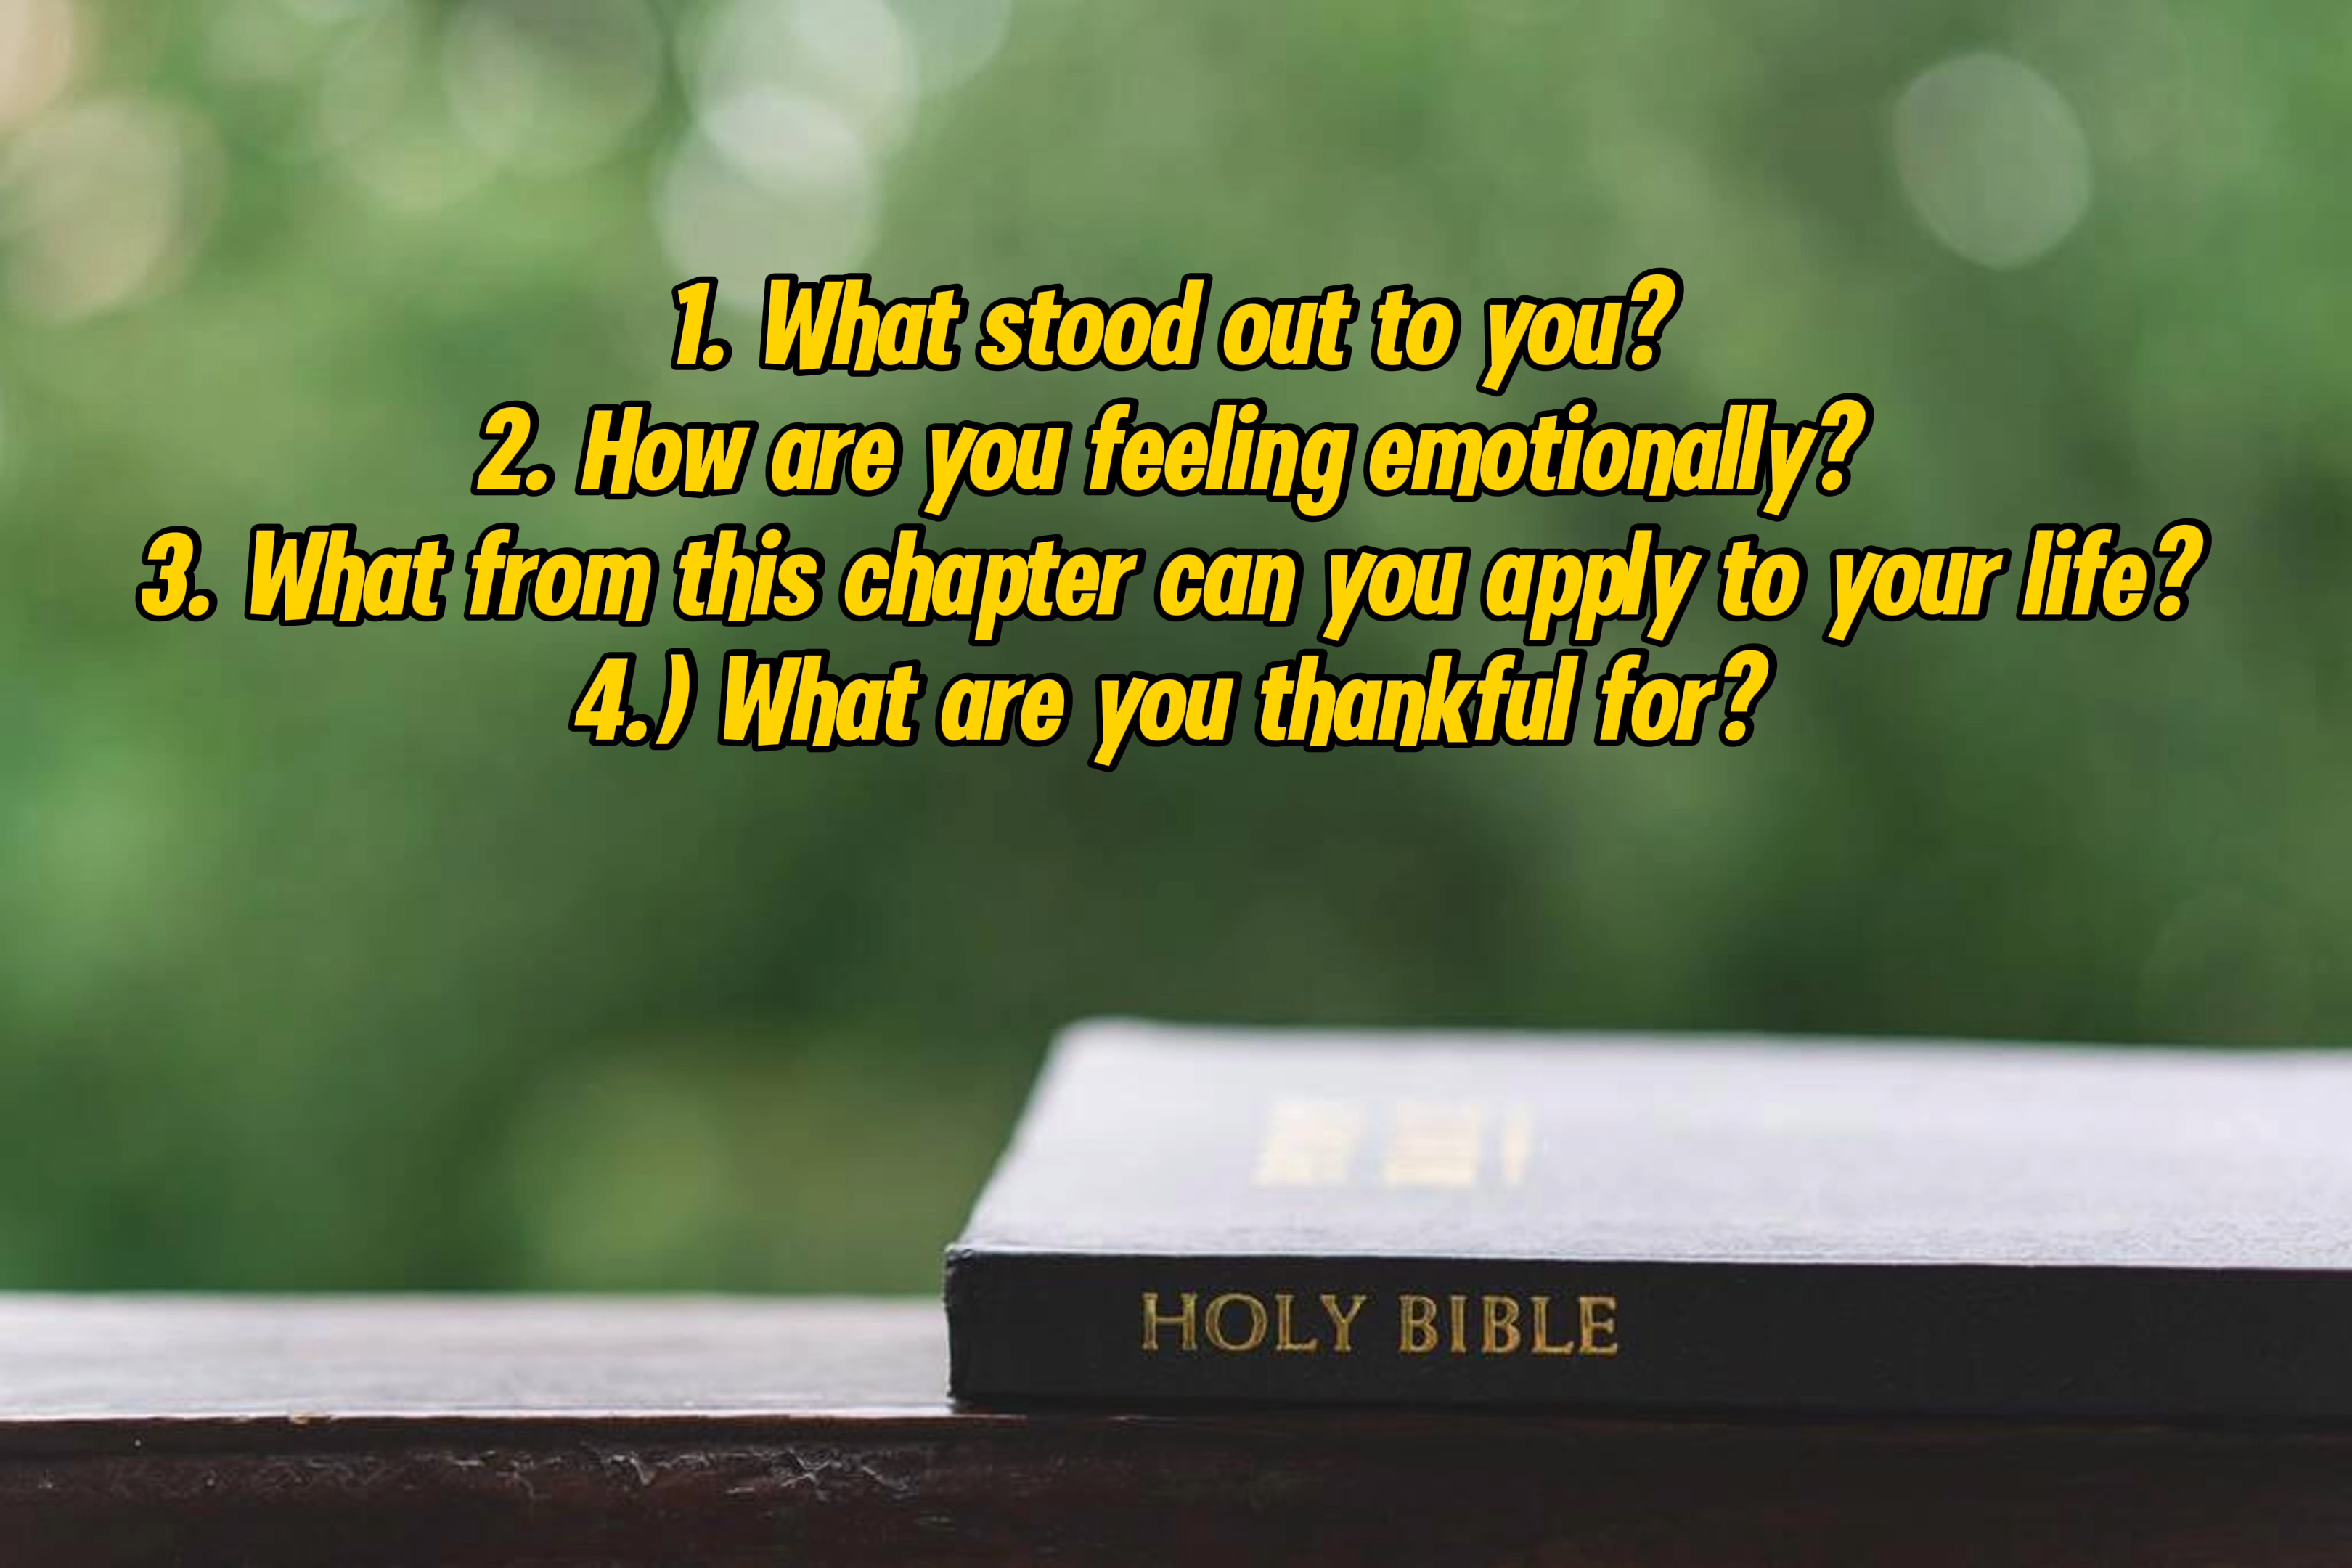 1. What stood out to you?
2. How are you feeling emotionally?
3. What from this chapter can you apply to your life?
4.) What are you thankful for?
HOLY BIBLE